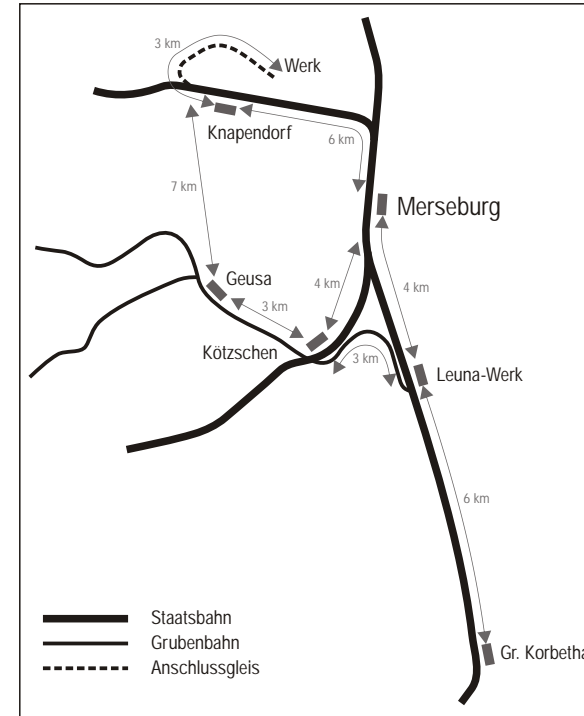 3 km
Werk
Knapendorf
6 km
7 km
Merseburg
Geusa
4 km
4 km
3 km
Kötzschen
3 km
Leuna-Werk
6 km
Gr. Korbetha
Staatsbahn
Grubenbahn
Anschlussgleis